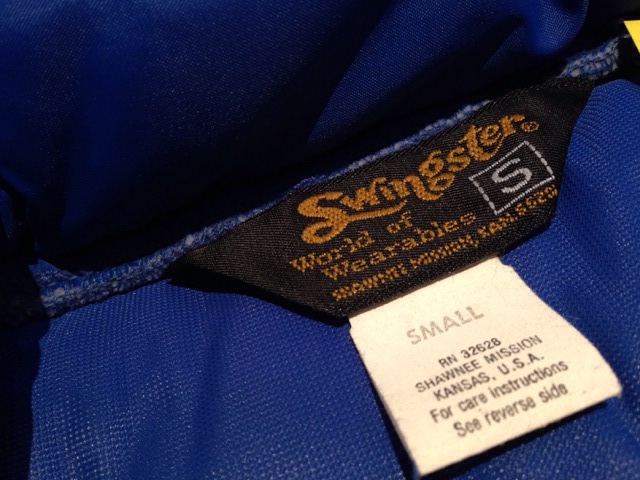 Swingster®
S
World of
Wearables
SHAWNEE MISSION, KAN. 66201
SMALL
RN 32628
SHAWNEE MISSION
KANSAS, U.S.A.
For care instructions
See reverse side